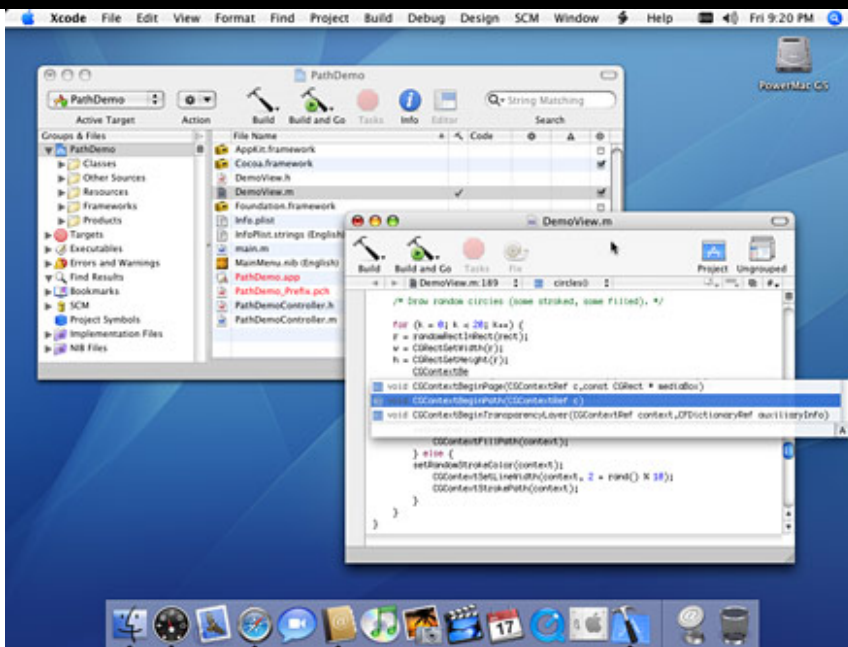 Xcode File Edit View Format Find Project Build Debug Design SCM Window Help Fri 9:20 PM
PowerMac G5
PathDemo
PathDemo
String Matching
Active Target Action Build Build and Go Tasks Info Editor Search
Groups & Files
PathDemo
Classes
Other Sources
Resources
Frameworks
Products
Targets
Executables
Errors and Warnings
Find Results
Bookmarks
SCM
Project Symbols
Implementation Files
NIB Files
File Name Code
AppKit.framework
Cocoa.framework
DemoView.h
DemoView.m
Foundation.framework
Info.plist
InfoPlist.strings (English)
main.m
MainMenu.nib (English)
PathDemo.app
PathDemo_Prefix.pch
PathDemoController.h
PathDemoController.m
DemoView.m
Build Build and Go Tasks Fix Project Ungrouped
DemoView.m:189 circles()
/* Draw random circles (some stroked, some filled). */
for (k = 0; k < 20; k++) {
r = randomRectInRect(rect);
w = CGRectGetWidth(r);
h = CGRectGetHeight(r);
CGContextBe
void CGContextBeginPage(CGContextRef c,const CGRect * mediaBox)
void CGContextBeginPath(CGContextRef c)
void CGContextBeginTransparencyLayer(CGContextRef context,CFDictionaryRef auxiliaryInfo)
CGContextFillPath(context);
} else {
setRandomStrokeColor(context);
CGContextSetLineWidth(context, 2 + rand() % 10);
CGContextStrokePath(context);
}
}
}
17